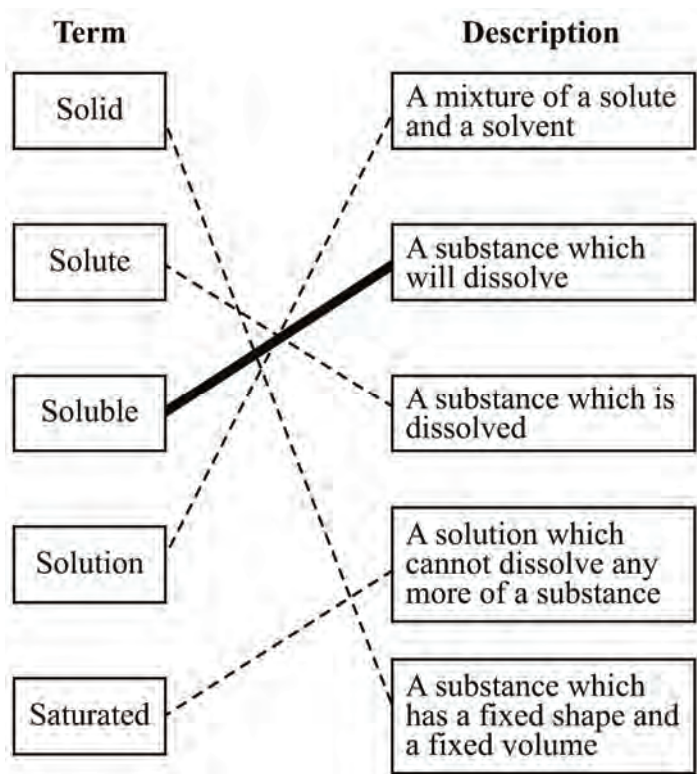 Term
Description
Solid
A mixture of a solute
and a solvent
Solute
A substance which
will dissolve
Soluble
A substance which is
dissolved
Solution
A solution which
cannot dissolve any
more of a substance
Saturated
A substance which
has a fixed shape and
a fixed volume